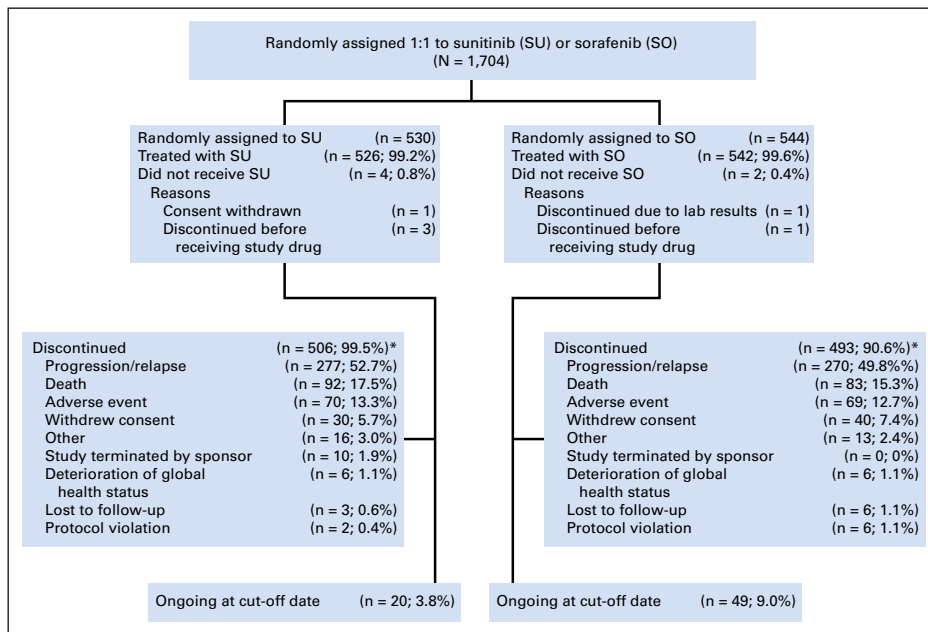 Randomly assigned 1:1 to sunitinib (SU) or sorafenib (SO)
(N = 1,704)
Randomly assigned to SU (n = 530)
Treated with SU (n = 526; 99.2%)
Did not receive SU (n = 4; 0.8%)
Reasons
Consent withdrawn (n = 1)
Discontinued before (n = 3)
receiving study drug
Randomly assigned to SO (n = 544)
Treated with SO (n = 542; 99.6%)
Did not receive SO (n = 2; 0.4%)
Reasons
Discontinued due to lab results (n = 1)
Discontinued before (n = 1)
receiving study drug
Discontinued (n = 506; 99.5%)*
Progression/relapse (n = 277; 52.7%)
Death (n = 92; 17.5%)
Adverse event (n = 70; 13.3%)
Withdrew consent (n = 30; 5.7%)
Other (n = 16; 3.0%)
Study terminated by sponsor (n = 10; 1.9%)
Deterioration of global (n = 6; 1.1%)
health status
Lost to follow-up (n = 3; 0.6%)
Protocol violation (n = 2; 0.4%)
Discontinued (n = 493; 90.6%)*
Progression/relapse (n = 270; 49.8%%)
Death (n = 83; 15.3%)
Adverse event (n = 69; 12.7%)
Withdrew consent (n = 40; 7.4%)
Other (n = 13; 2.4%)
Study terminated by sponsor (n = 0; 0%)
Deterioration of global (n = 6; 1.1%)
health status
Lost to follow-up (n = 6; 1.1%)
Protocol violation (n = 6; 1.1%)
Ongoing at cut-off date (n = 20; 3.8%)
Ongoing at cut-off date (n = 49; 9.0%)